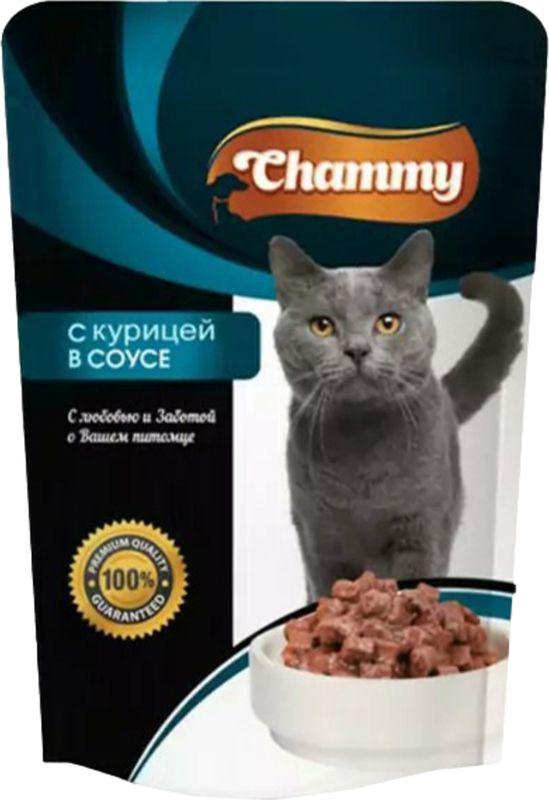 Chammy
С КУРИЦЕЙ
В СОУСЕ
С любовью и Заботой
о Вашем питомце
PREMIUM QUALITY
100%
GUARANTEED